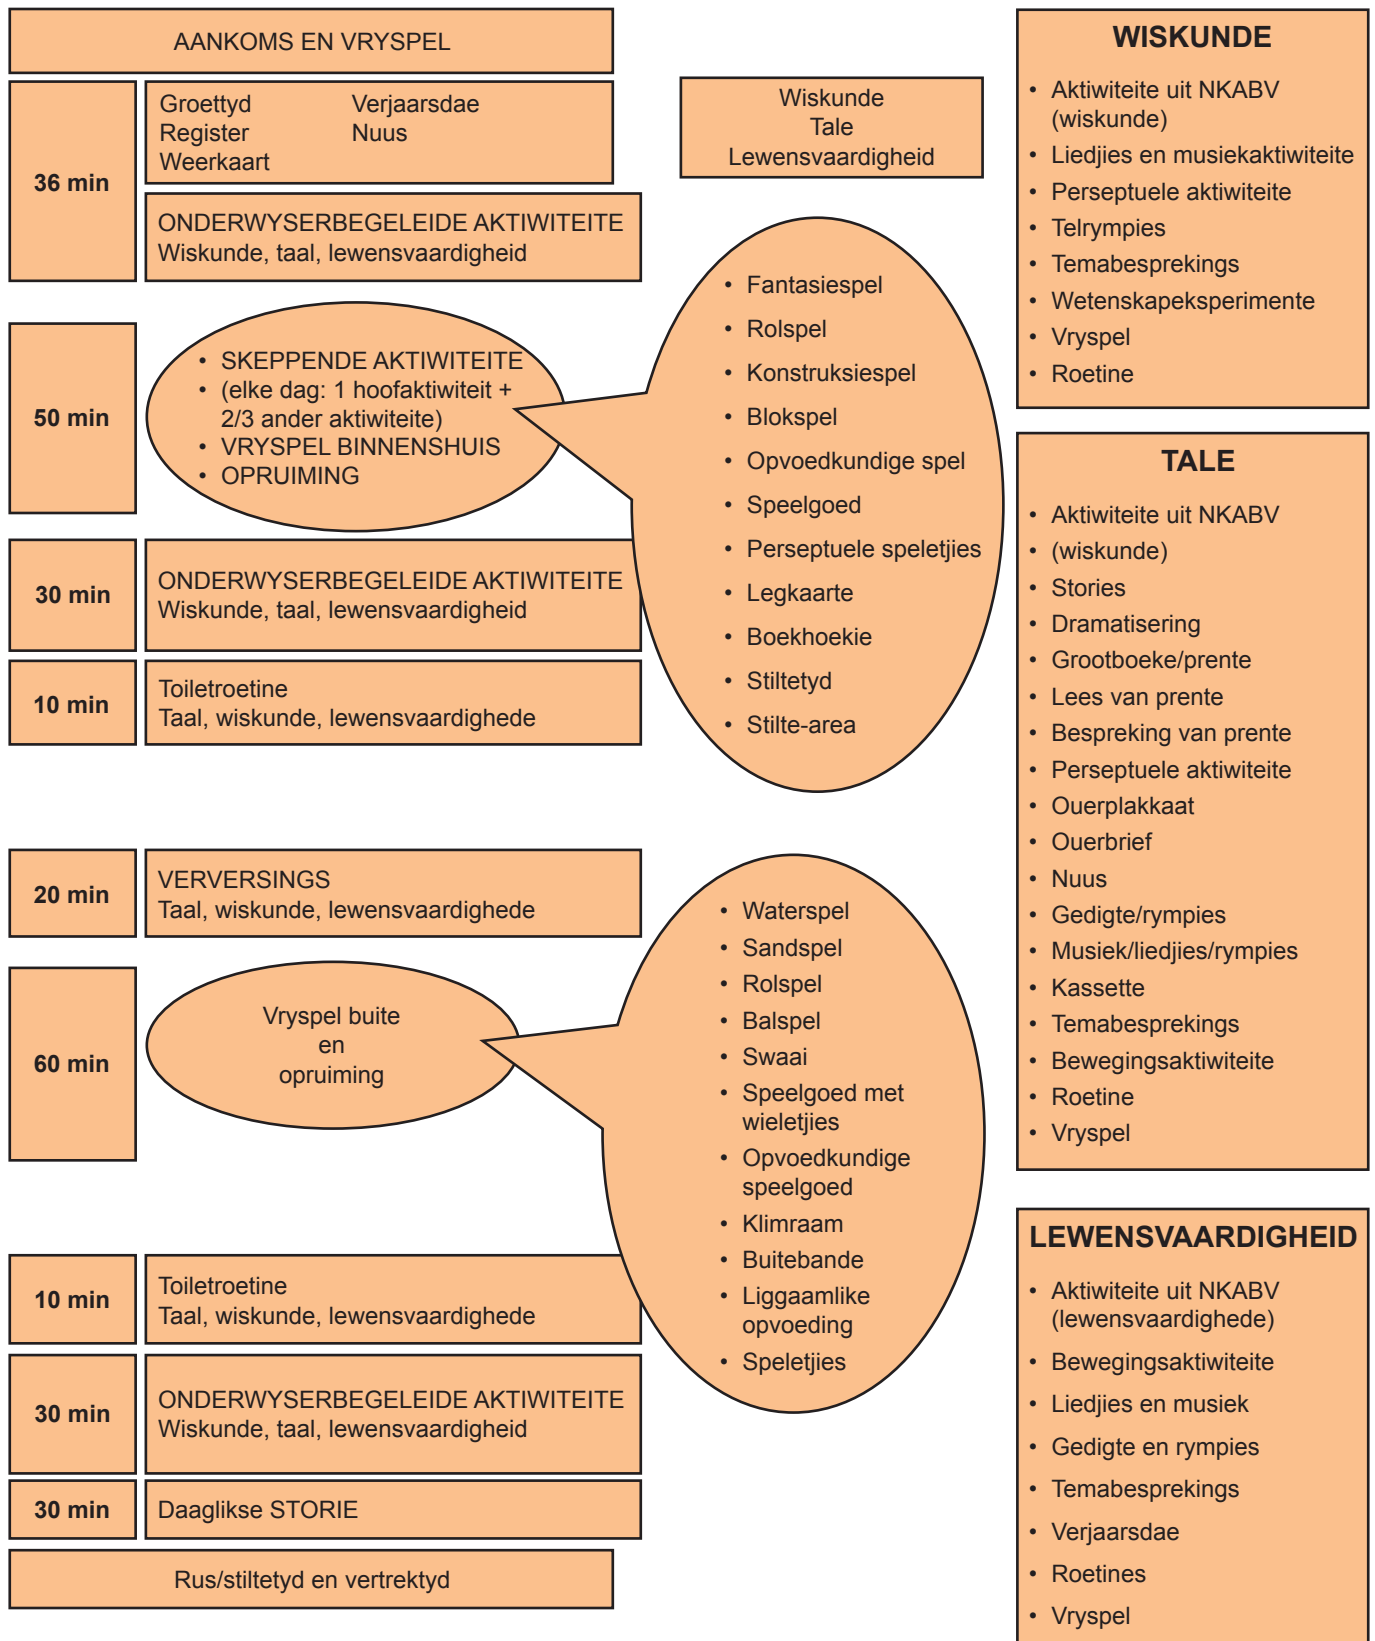 AANKOMS EN VRYSPEL
36 min
Groettyd Verjaarsdae
Register Nuus
Weerkaart
ONDERWYSERBEGELEIDE AKTIWITEITE
Wiskunde, taal, lewensvaardigheid
50 min
• SKEPPENDE AKTIWITEITE
• (elke dag: 1 hoofaktiwiteit +
2/3 ander aktiwiteite)
• VRYSPEL BINNENSHUIS
• OPRUIMING
30 min
ONDERWYSERBEGELEIDE AKTIWITEITE
Wiskunde, taal, lewensvaardigheid
10 min
Toiletroetine
Taal, wiskunde, lewensvaardighede
20 min
VERVERSINGS
Taal, wiskunde, lewensvaardighede
60 min
Vryspel buite
en
opruiming
10 min
Toiletroetine
Taal, wiskunde, lewensvaardighede
30 min
ONDERWYSERBEGELEIDE AKTIWITEITE
Wiskunde, taal, lewensvaardigheid
30 min
Daaglikse STORIE
Rus/stiltetyd en vertrektyd
Wiskunde
Tale
Lewensvaardigheid
• Fantasiespel
• Rolspel
• Konstruksiespel
• Blokspel
• Opvoedkundige spel
• Speelgoed
• Perseptuele speletjies
• Legkaarte
• Boekhoekie
• Stiltetyd
• Stilte-area
• Waterspel
• Sandspel
• Rolspel
• Balspel
• Swaai
• Speelgoed met
wieletjies
• Opvoedkundige
speelgoed
• Klimraam
• Buitebande
• Liggaamlike
opvoeding
• Speletjies
WISKUNDE
• Aktiwiteite uit NKABV
(wiskunde)
• Liedjies en musiekaktiwiteite
• Perseptuele aktiwiteite
• Telrympies
• Temabesprekings
• Wetenskapeksperimente
• Vryspel
• Roetine
TALE
• Aktiwiteite uit NKABV
• (wiskunde)
• Stories
• Dramatisering
• Grootboeke/prente
• Lees van prente
• Bespreking van prente
• Perseptuele aktiwiteite
• Ouerplakkaat
• Ouerbrief
• Nuus
• Gedigte/rympies
• Musiek/liedjies/rympies
• Kassette
• Temabesprekings
• Bewegingsaktiwiteite
• Roetine
• Vryspel
LEWENSVAARDIGHEID
• Aktiwiteite uit NKABV
(lewensvaardighede)
• Bewegingsaktiwiteite
• Liedjies en musiek
• Gedigte en rympies
• Temabesprekings
• Verjaarsdae
• Roetines
• Vryspel